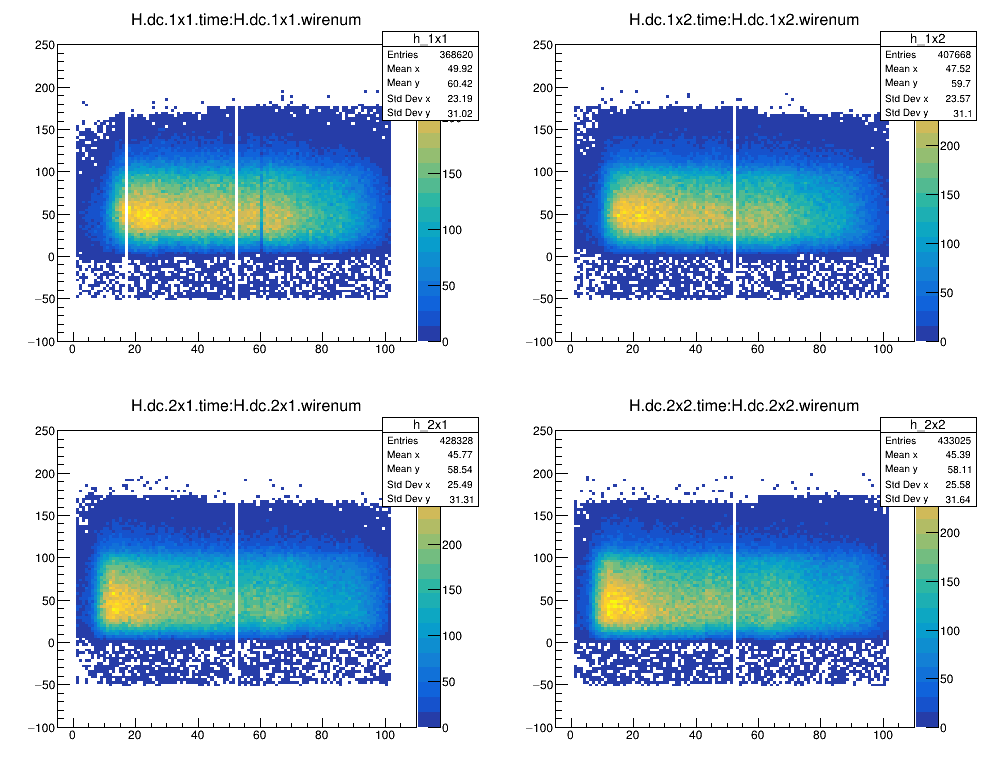 H.dc.1x1.time:H.dc.1x1.wirenum
h_1x1
Entries 368620
Mean x 49.92
Mean y 60.42
Std Dev x 23.19
Std Dev y 31.02
250
200
150
100
50
0
−50
−100
0 20 40 60 80 100
150
100
50
0
H.dc.1x2.time:H.dc.1x2.wirenum
h_1x2
Entries 407668
Mean x 47.52
Mean y 59.7
Std Dev x 23.57
Std Dev y 31.1
250
200
150
100
50
0
−50
−100
0 20 40 60 80 100
200
150
100
50
0
H.dc.2x1.time:H.dc.2x1.wirenum
h_2x1
Entries 428328
Mean x 45.77
Mean y 58.54
Std Dev x 25.49
Std Dev y 31.31
250
200
150
100
50
0
−50
−100
0 20 40 60 80 100
200
150
100
50
0
H.dc.2x2.time:H.dc.2x2.wirenum
h_2x2
Entries 433025
Mean x 45.39
Mean y 58.11
Std Dev x 25.58
Std Dev y 31.64
250
200
150
100
50
0
−50
−100
0 20 40 60 80 100
200
150
100
50
0